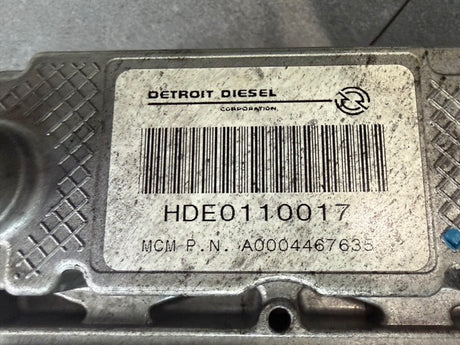 DETROIT DIESEL
CORPORATION
HDE0110017
MCM P.N. A0004467635